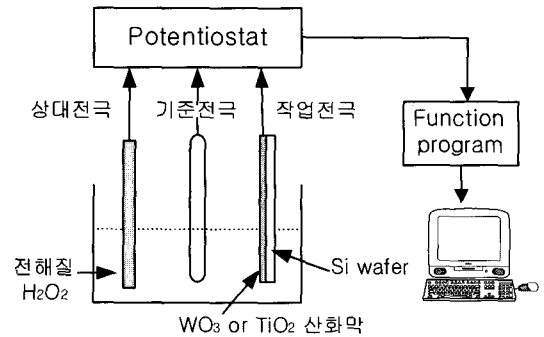 Potentiostat
상대전극
기준전극
작업전극
Function
program
전해질
H₂O₂
Si wafer
WO₃ or TiO₂ 산화막